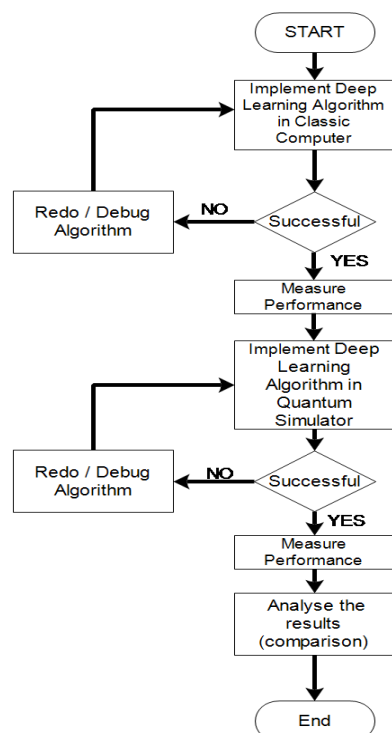 START
Implement Deep
Learning Algorithm
in Classic
Computer
NO
Redo / Debug
Algorithm
Successful
YES
Measure
Performance
Implement Deep
Learning
Algorithm in
Quantum
Simulator
NO
Redo / Debug
Algorithm
Successful
YES
Measure
Performance
Analyse the
results
(comparison)
End